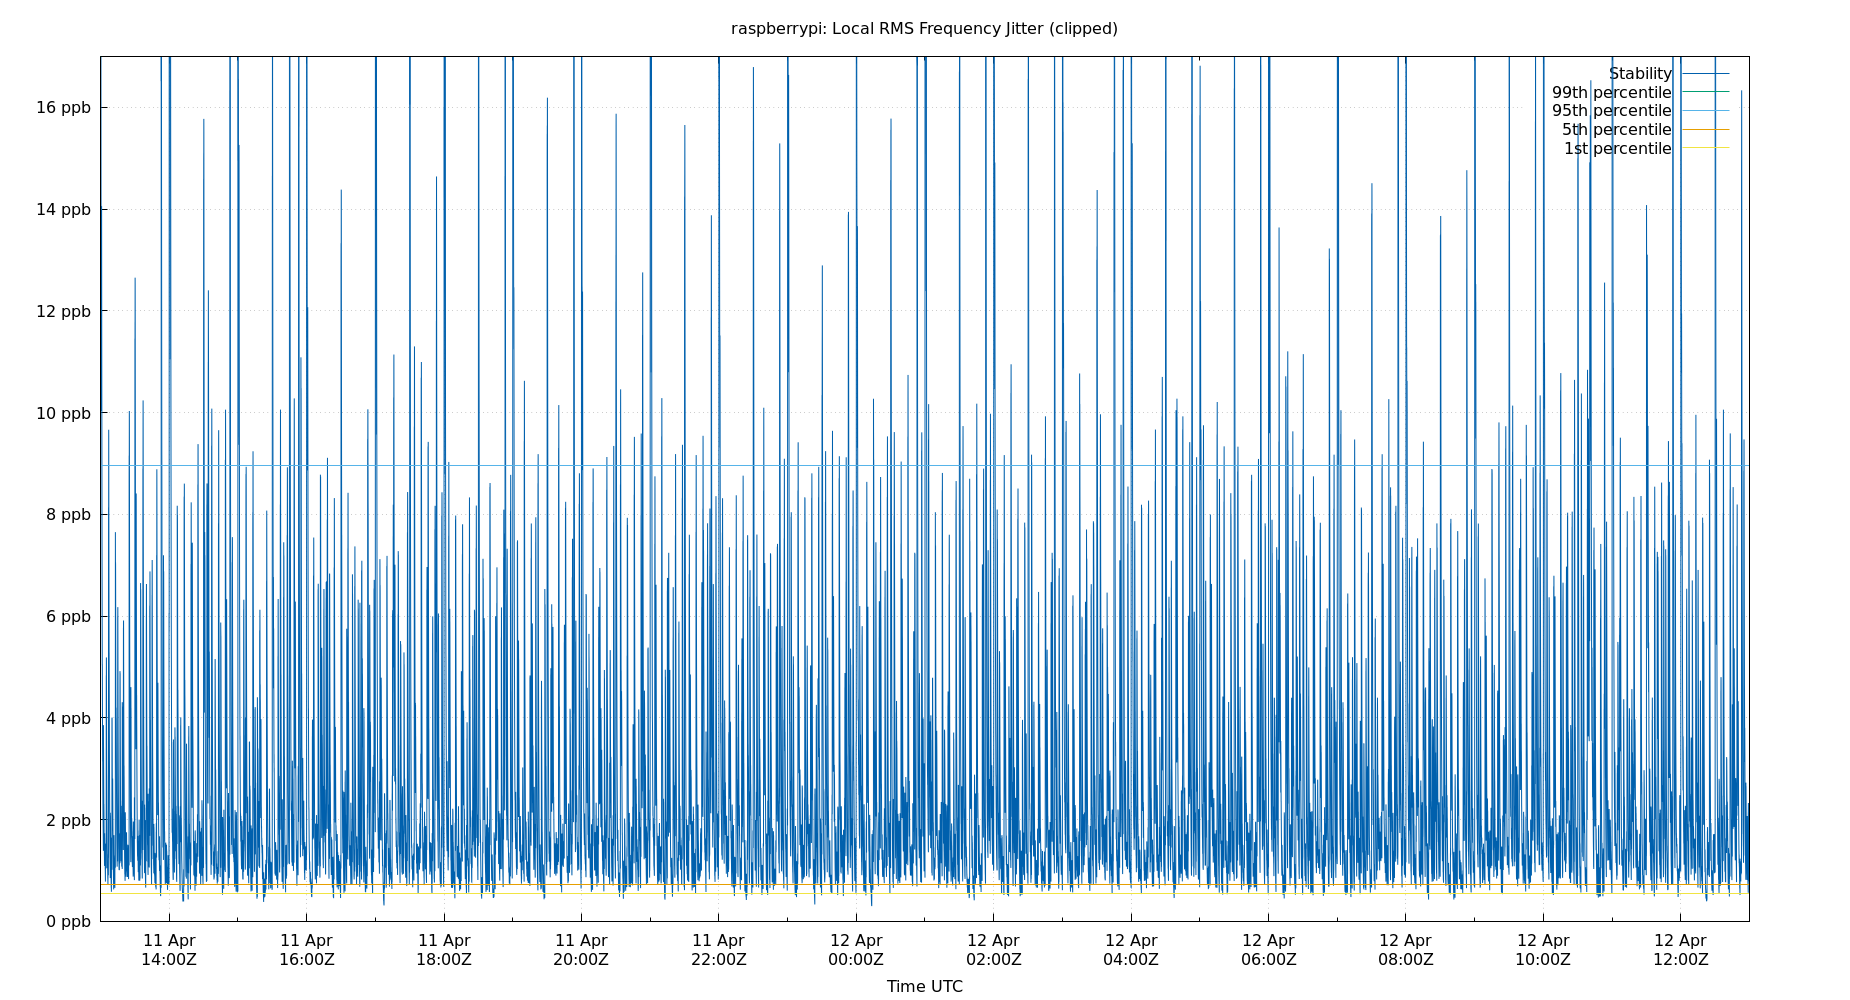 raspberrypi: Local RMS Frequency Jitter (clipped)
Stability
99th percentile
95th percentile
5th percentile
1st percentile
16 ppb
14 ppb
12 ppb
10 ppb
8 ppb
6 ppb
4 ppb
2 ppb
0 ppb
11 Apr 11 Apr 11 Apr 11 Apr 11 Apr 12 Apr 12 Apr 12 Apr 12 Apr 12 Apr 12 Apr 12 Apr
14:00Z 16:00Z 18:00Z 20:00Z 22:00Z 00:00Z 02:00Z 04:00Z 06:00Z 08:00Z 10:00Z 12:00Z
Time UTC